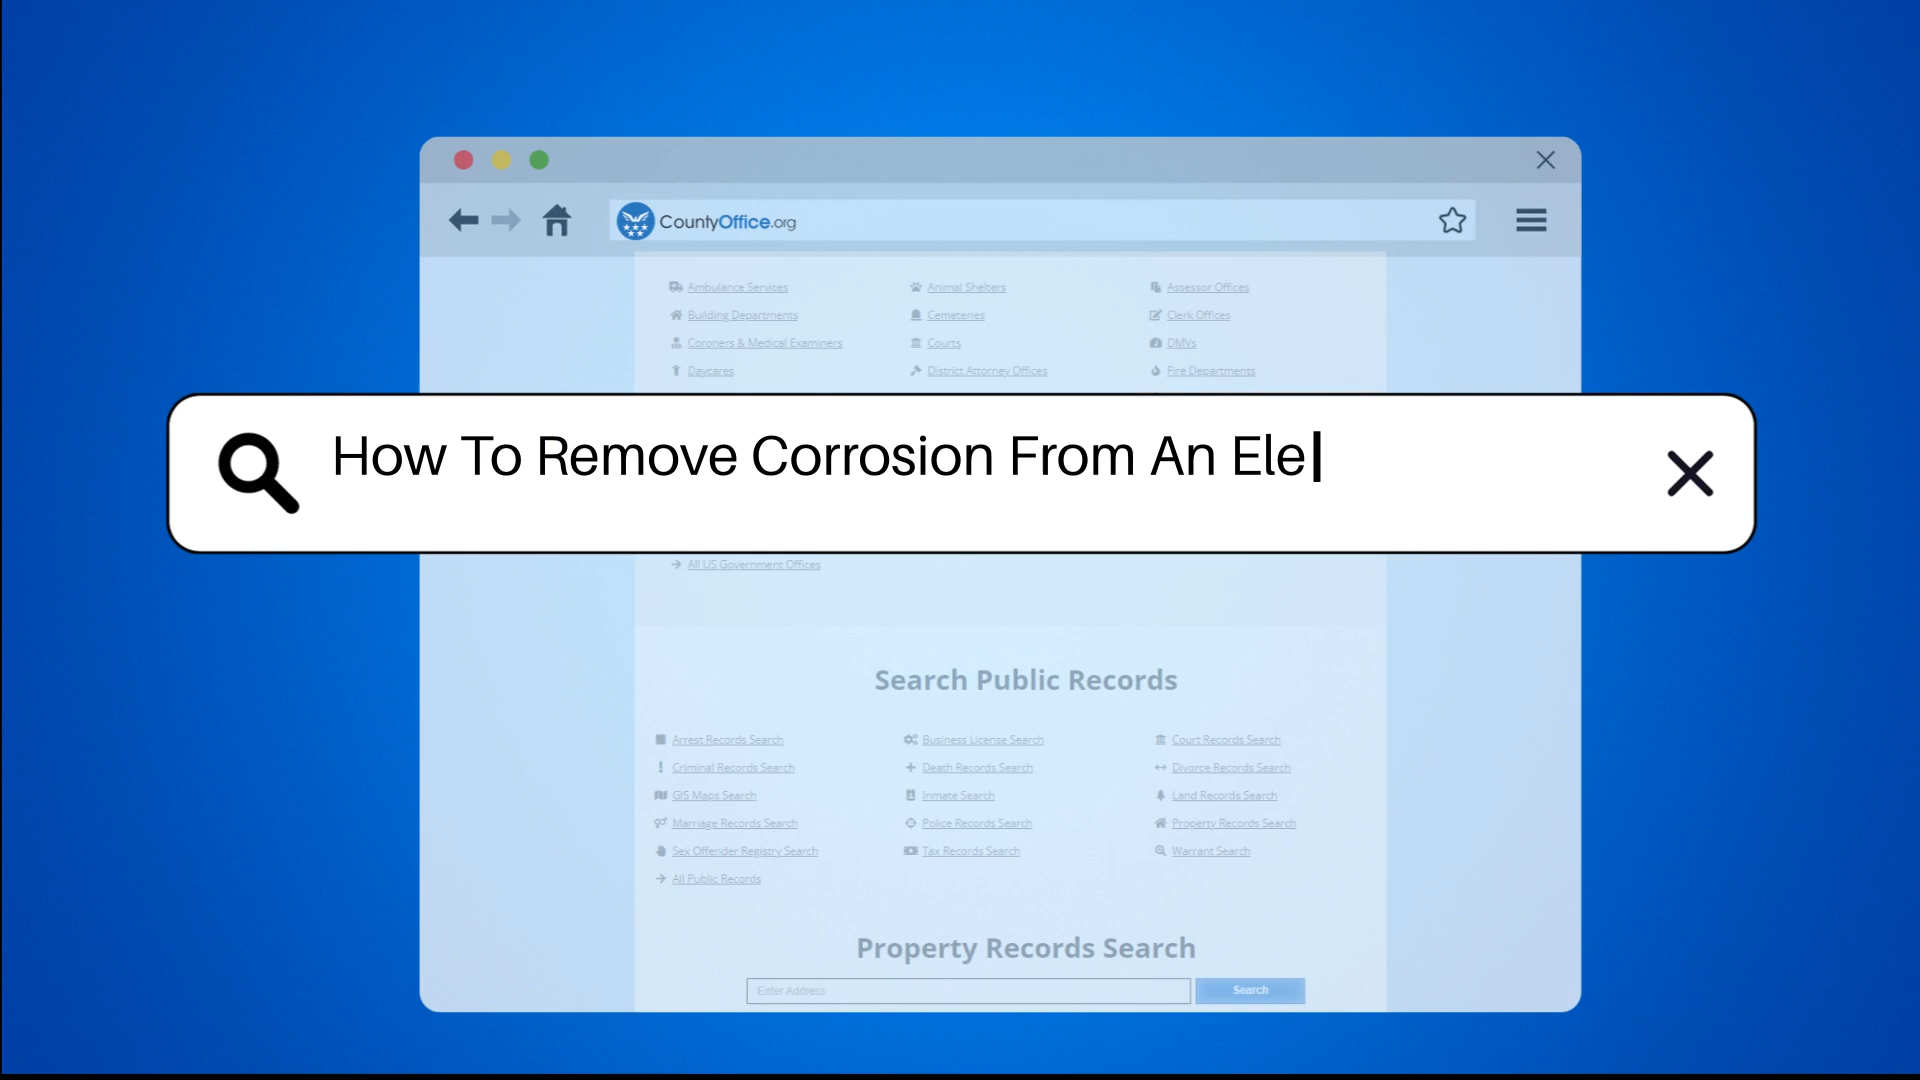 CountyOffice.org
Ambulance Services Animal Shelters Assessor Offices
Building Departments Cemeteries Clerk Offices
Coroners & Medical Examiners Courts DMVs
Daycares District Attorney Offices Fire Departments
How To Remove Corrosion From An Ele
All US Government Offices
Search Public Records
Arrest Records Search Business License Search Court Records Search
Criminal Records Search Death Records Search Divorce Records Search
GIS Maps Search Inmate Search Land Records Search
Marriage Records Search Police Records Search Property Records Search
Sex Offender Registry Search Tax Records Search Warrant Search
All Public Records
Property Records Search
Enter Address Search